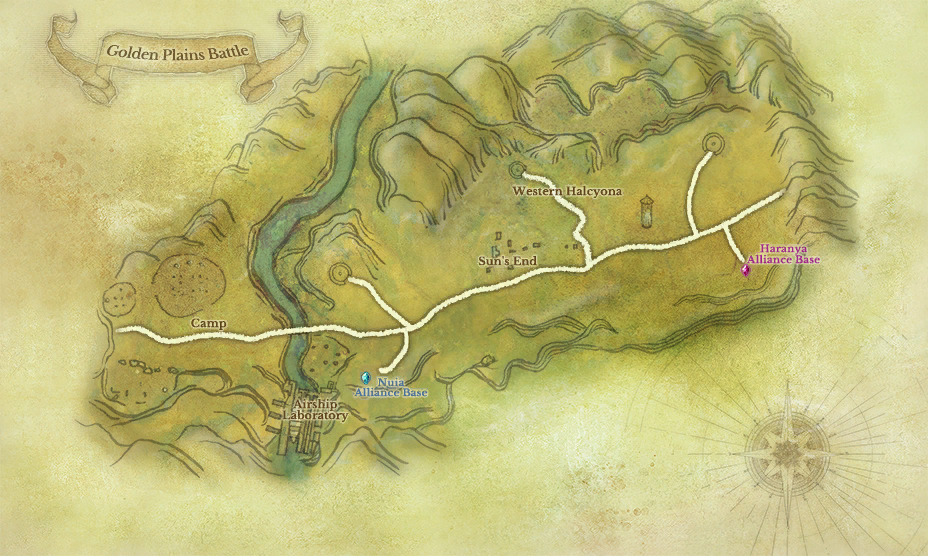 Golden Plains Battle
Western Halcyona
Sun's End
Haranya
Alliance Base
Camp
Nuia
Alliance Base
Airship
Laboratory